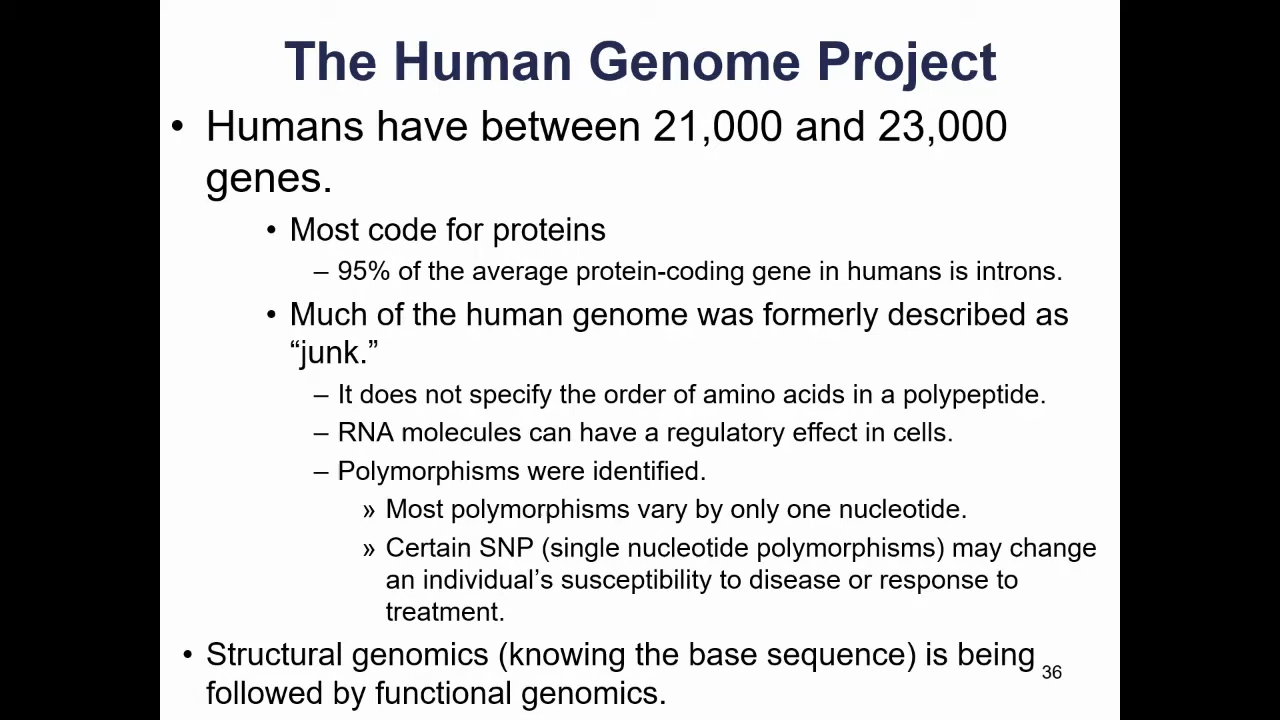 The Human Genome Project
• Humans have between 21,000 and 23,000
genes.
• Most code for proteins
– 95% of the average protein-coding gene in humans is introns.
• Much of the human genome was formerly described as
“junk.”
– It does not specify the order of amino acids in a polypeptide.
– RNA molecules can have a regulatory effect in cells.
– Polymorphisms were identified.
» Most polymorphisms vary by only one nucleotide.
» Certain SNP (single nucleotide polymorphisms) may change
an individual’s susceptibility to disease or response to
treatment.
• Structural genomics (knowing the base sequence) is being
followed by functional genomics.
36